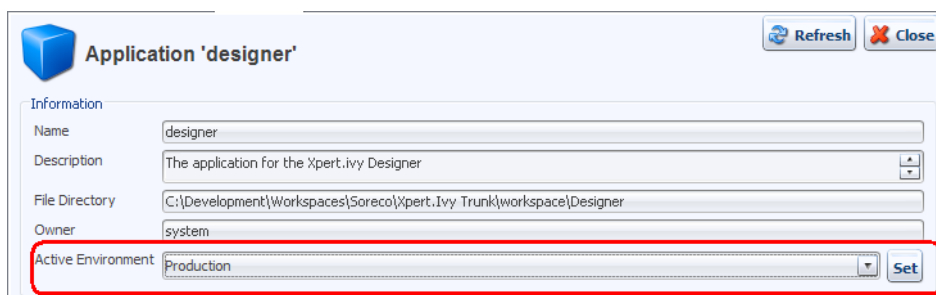 Application 'designer'
Refresh
Close
Information
Name
designer
Description
The application for the Xpert.ivy Designer
File Directory
C:\Development\Workspaces\Soreco\Xpert.Ivy Trunk\workspace\Designer
Owner
system
Active Environment
Production
Set